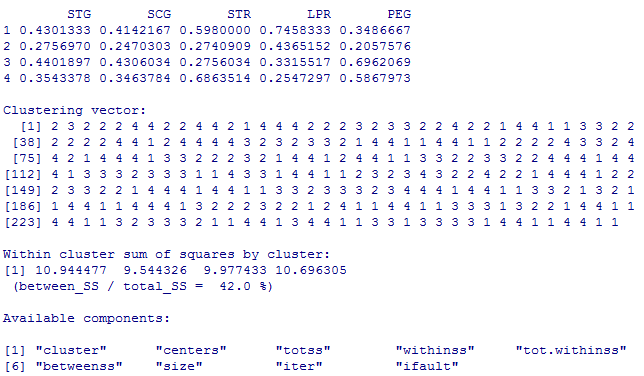 STG SCG STR LPR PEG
1 0.4301333 0.4142167 0.5980000 0.7458333 0.3486667
2 0.2756970 0.2470303 0.2740909 0.4365152 0.2057576
3 0.4401897 0.4306034 0.2756034 0.3315517 0.6962069
4 0.3543378 0.3463784 0.6863514 0.2547297 0.5867973
Clustering vector:
[1] 2 3 2 2 2 4 4 2 2 4 4 2 1 4 4 4 2 2 2 3 2 3 3 2 2 4 2 2 1 4 4 1 1 3 3 2 2
[38] 2 2 2 2 4 4 1 2 4 4 4 4 3 2 3 2 3 3 2 1 4 4 1 1 4 4 1 1 2 2 2 2 4 3 3 2 4
[75] 4 2 1 4 4 4 1 3 3 2 2 2 3 2 1 4 4 1 2 4 4 1 1 3 3 2 2 3 3 2 2 4 4 4 1 4 4
[112] 4 1 3 3 3 2 3 3 3 1 1 4 3 3 1 4 4 1 1 2 3 2 3 4 3 2 4 2 2 1 4 4 4 1 2 2
[149] 2 3 3 2 2 1 4 4 4 1 4 4 1 1 3 3 2 3 3 3 3 2 3 4 4 4 1 4 4 1 1 3 3 2 1 3 2 1
[186] 1 4 4 1 1 4 4 4 1 2 2 2 3 2 2 1 2 4 1 1 4 4 1 1 3 3 3 1 3 2 2 1 4 4 1 1
[223] 4 4 1 1 3 2 3 3 3 2 1 1 4 4 1 3 4 4 1 1 3 3 1 3 3 3 3 1 4 4 1 1 4 4 1 1
Within cluster sum of squares by cluster:
[1] 10.944477 9.544326 9.977433 10.696305
(between_SS / total_SS = 42.0 %)
Available components:
[1] "cluster" "centers" "totss" "withinss" "tot.withinss"
[6] "betweenss" "size" "iter" "ifault"